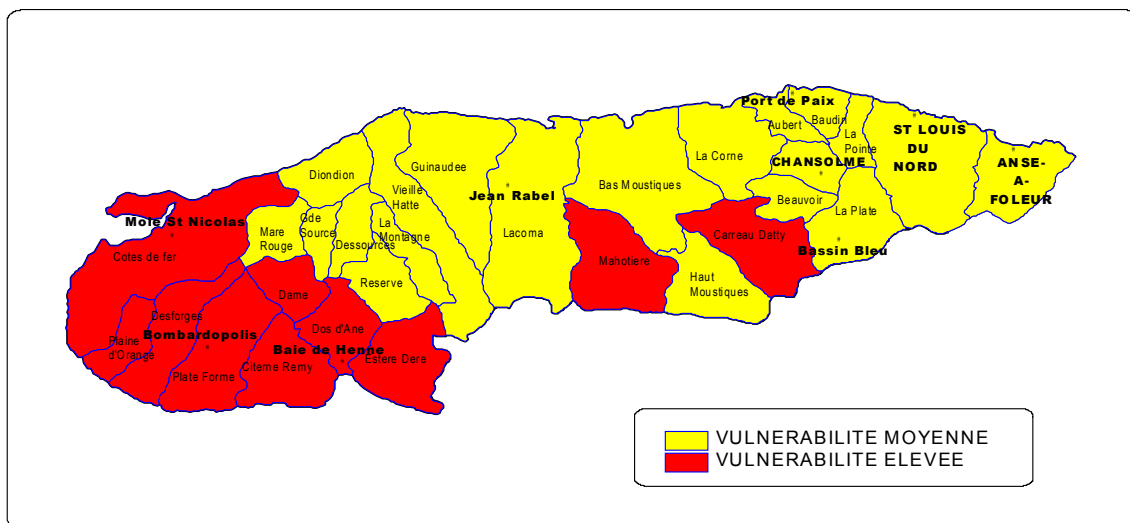 Port de Paix
Aubert
Baudin
La
Pointe
ST LOUIS
DU
NORD
ANSE-
A-
FOLEUR
La Corne
CHANSOLME
Beauvoir
La Plate
Bassin Bleu
Carreau Datty
Haut
Moustiques
Mahotiere
Bas Moustiques
Jean Rabel
Lacoma
Guinaudee
Vieille
Hatte
La
Montagne
Diondion
Gde
Source
Dessources
Mare
Rouge
Reserve
Mole St Nicolas
Cotes de fer
Dame
Desforges
Bombardopolis
Plaine
d'Orange
Plate Forme
Dos d'Ane
Baie de Henne
Citerne Remy
Estere Dere
VULNERABILITE MOYENNE
VULNERABILITE ELEVEE